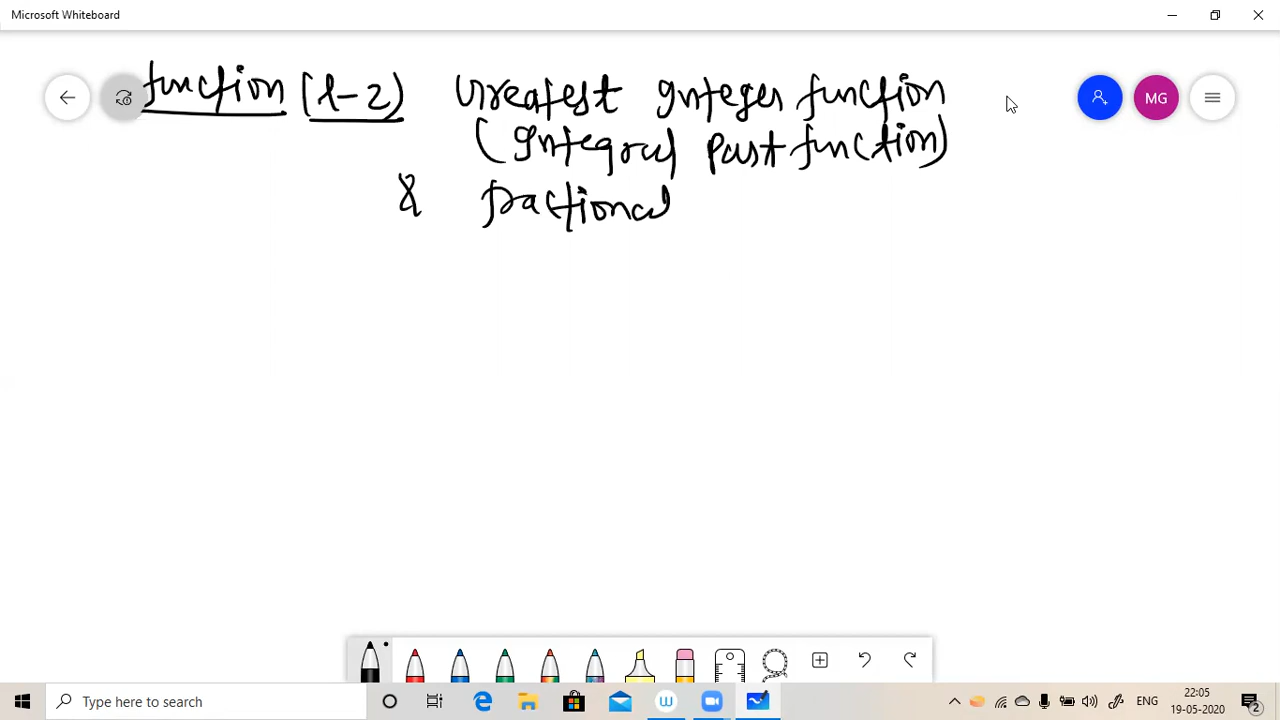 Microsoft Whiteboard
function (L-2) Greatest Integer function
(Integral Part function)
& fractional
MG
Type here to search
ENG
22:05
19-05-2020
2